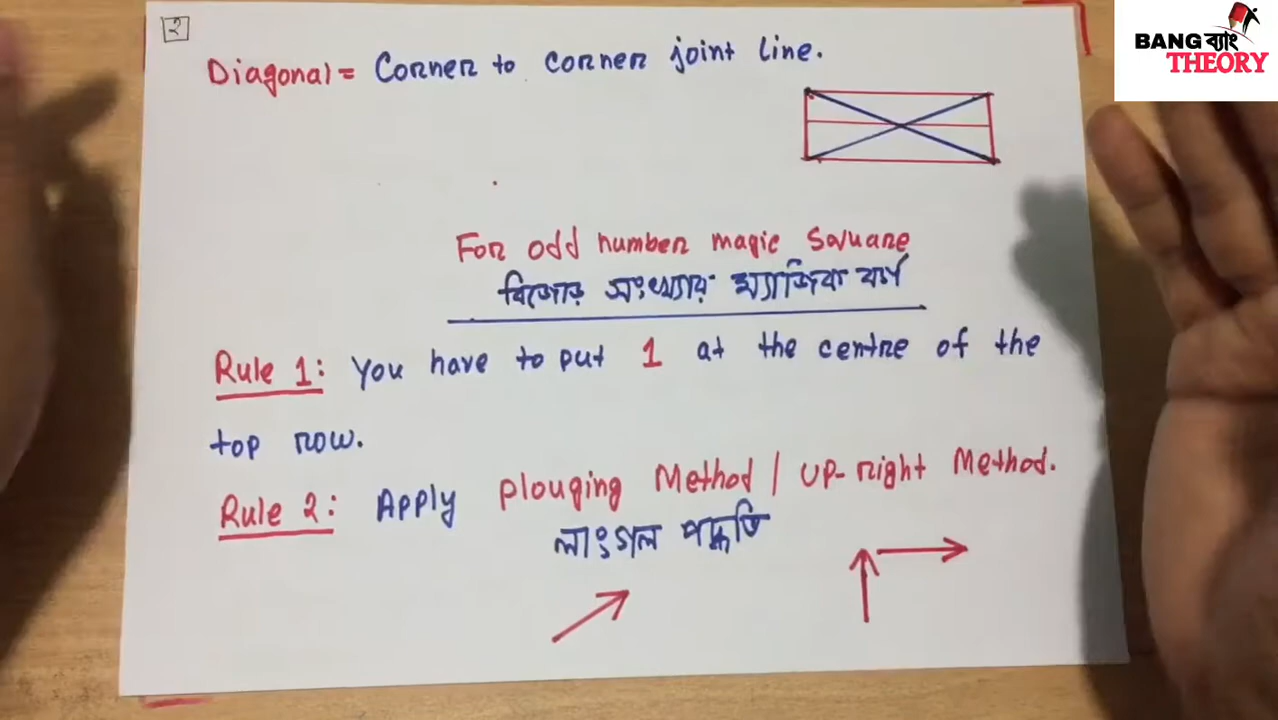 ২
BANG ব্যাং
THEORY
Diagonal = Corner to corner joint line.
For odd number magic square
বিজোড় সংখ্যার ম্যাজিক বর্গ
Rule 1: You have to put 1 at the centre of the
top row.
Rule 2: Apply plouging Method / UP-right Method.
লাংগল পদ্ধতি